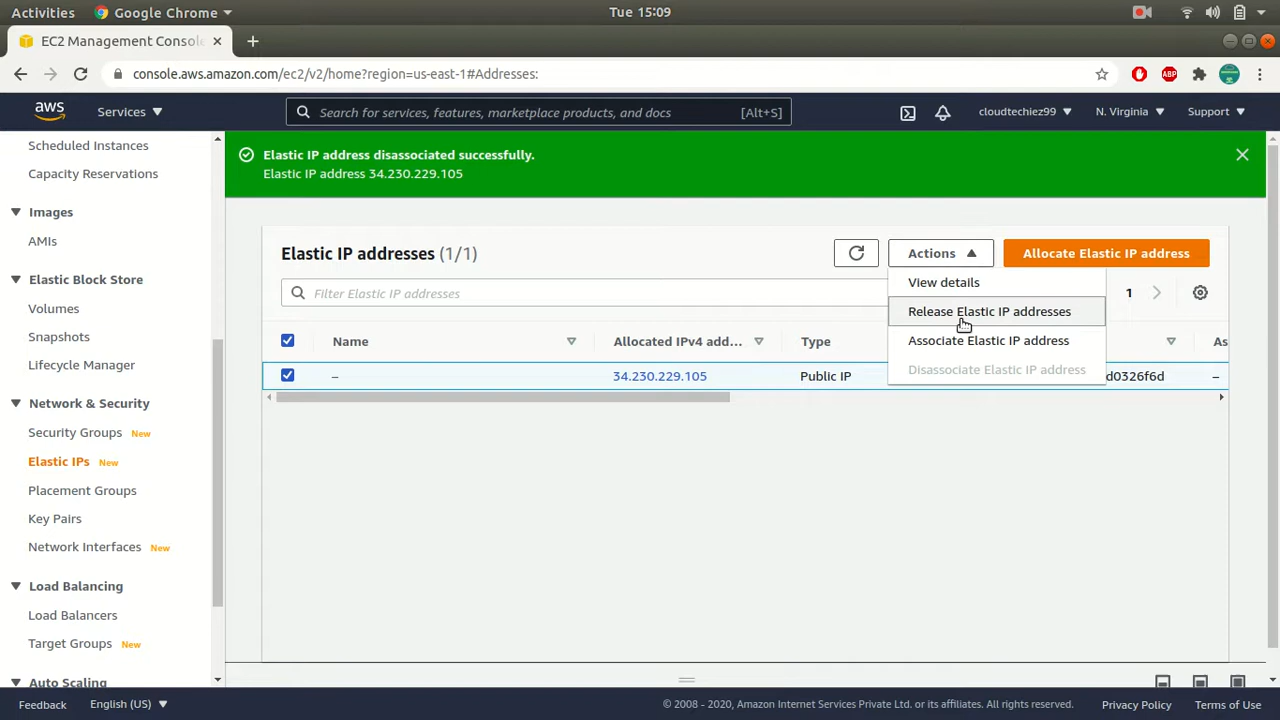 Activities
Google Chrome
Tue 15:09
EC2 Management Console
console.aws.amazon.com/ec2/v2/home?region=us-east-1#Addresses:
ABP
aws
Services
Search for services, features, marketplace products, and docs
[Alt+S]
cloudtechiez99
N. Virginia
Support
Scheduled Instances
Capacity Reservations
Images
AMIs
Elastic Block Store
Volumes
Snapshots
Lifecycle Manager
Network & Security
Security Groups New
Elastic IPs New
Placement Groups
Key Pairs
Network Interfaces New
Load Balancing
Load Balancers
Target Groups New
Auto Scaling
Elastic IP address disassociated successfully.
Elastic IP address 34.230.229.105
Elastic IP addresses (1/1)
Actions
Allocate Elastic IP address
Filter Elastic IP addresses
1
View details
Release Elastic IP addresses
Associate Elastic IP address
Disassociate Elastic IP address
Name
Allocated IPv4 add...
Type
As
–
34.230.229.105
Public IP
d0326f6d
–
Feedback
English (US)
© 2008 - 2020, Amazon Internet Services Private Ltd. or its affiliates. All rights reserved.
Privacy Policy
Terms of Use